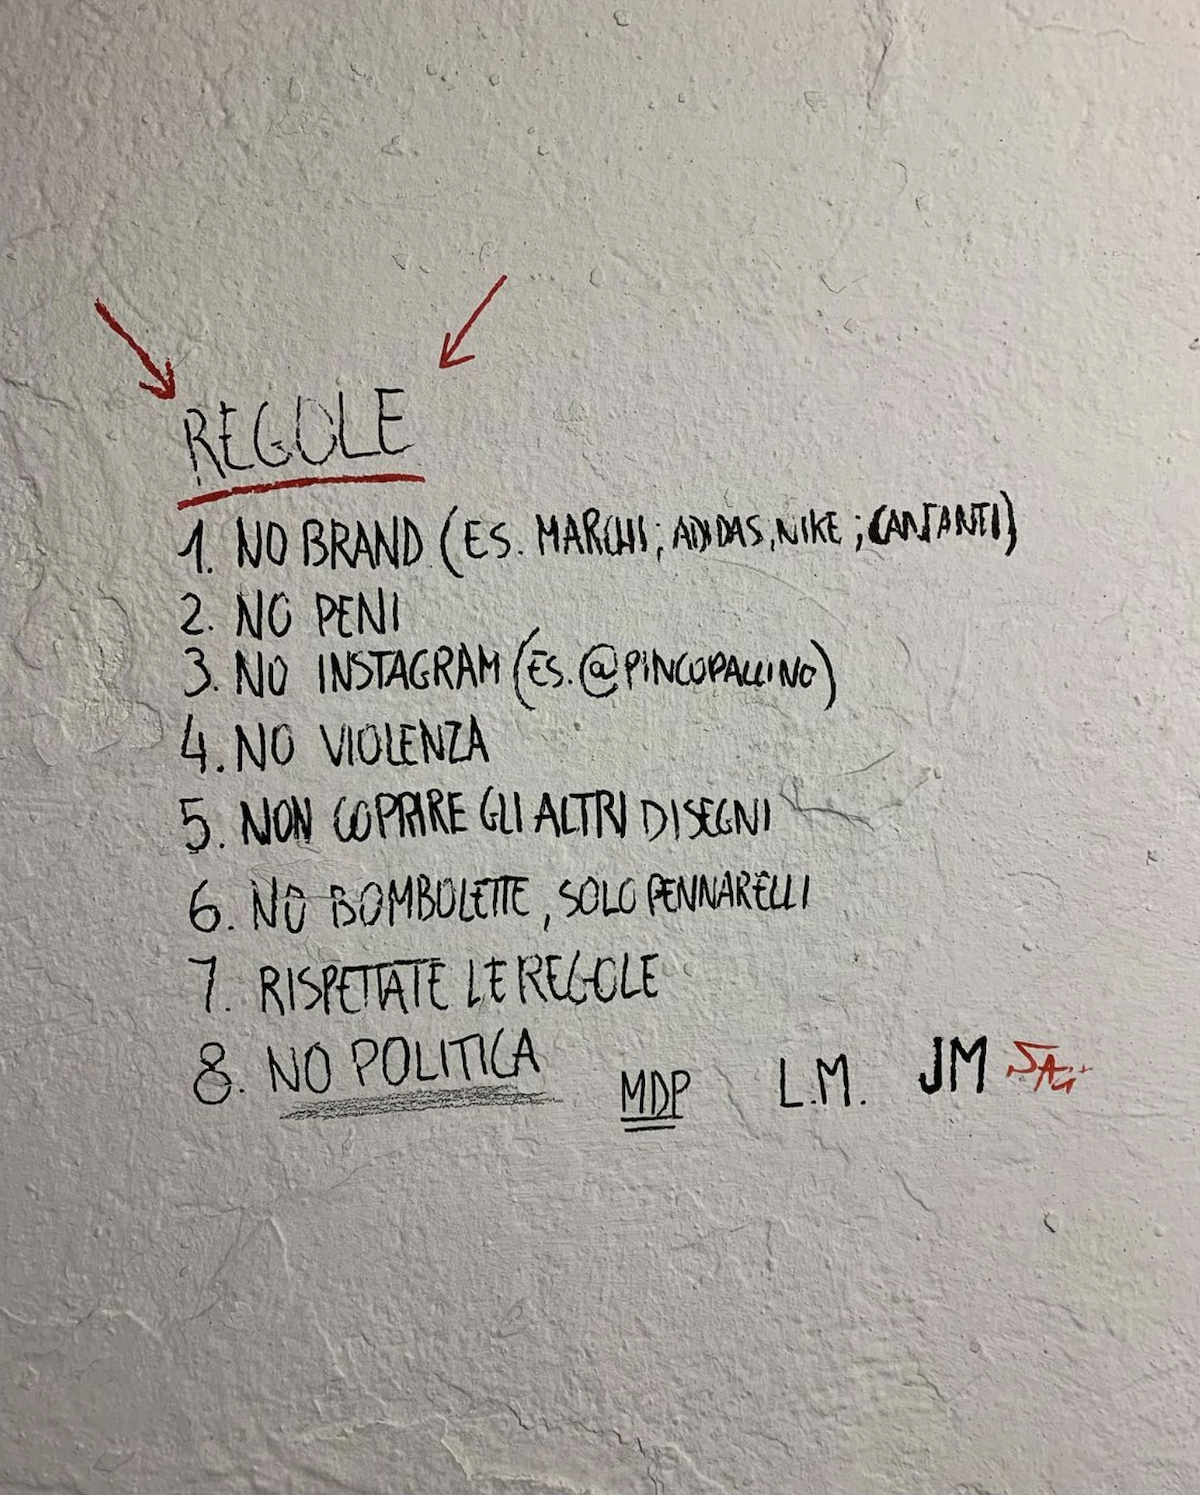 REGOLE
1. NO BRAND (ES. MARCHI; ADIDAS, NIKE; CANTANTI)
2. NO PENI
3. NO INSTAGRAM (ES. @PINCOPALLINO)
4. NO VIOLENZA
5. NON COPRIRE GLI ALTRI DISEGNI
6. NO BOMBOLETTE, SOLO PENNARELLI
7. RISPETTATE LE REGOLE
8. NO POLITICA
MDP L.M. JM